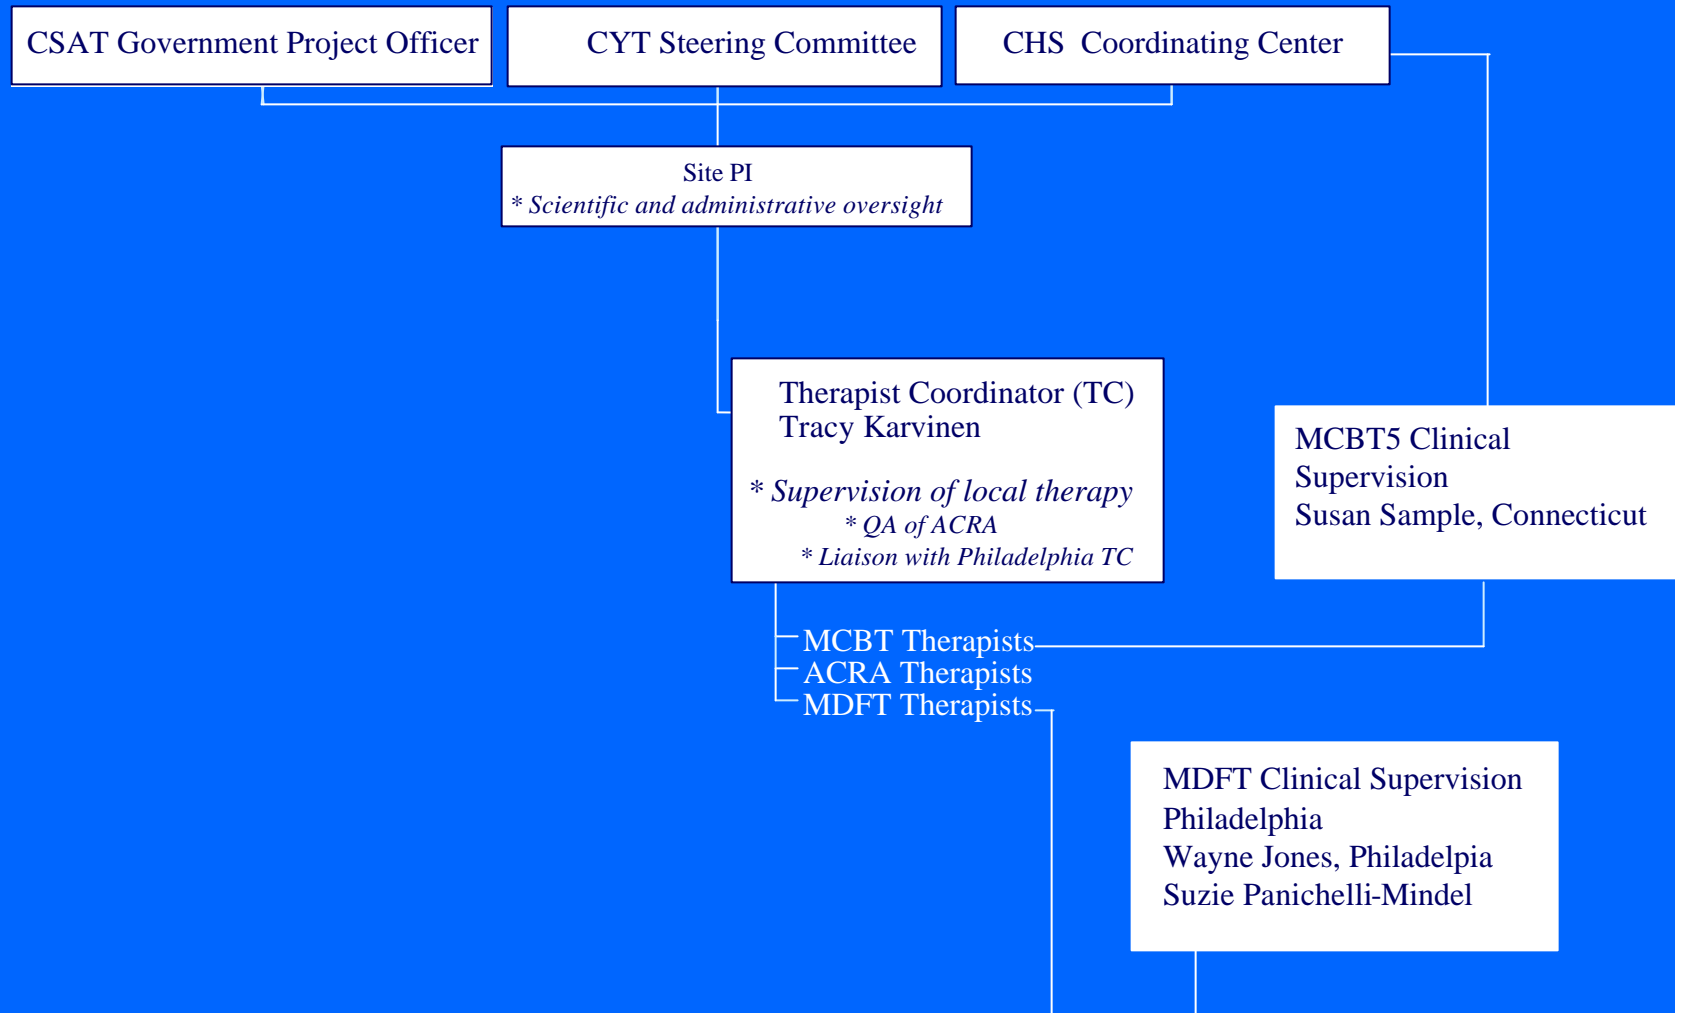 CSAT Government Project Officer
CYT Steering Committee
CHS Coordinating Center
Site PI
* Scientific and administrative oversight
Therapist Coordinator (TC)
Tracy Karvinen
* Supervision of local therapy
* QA of ACRA
* Liaison with Philadelphia TC
MCBT5 Clinical
Supervision
Susan Sample, Connecticut
MCBT Therapists
ACRA Therapists
MDFT Therapists
MDFT Clinical Supervision
Philadelphia
Wayne Jones, Philadelpia
Suzie Panichelli-Mindel